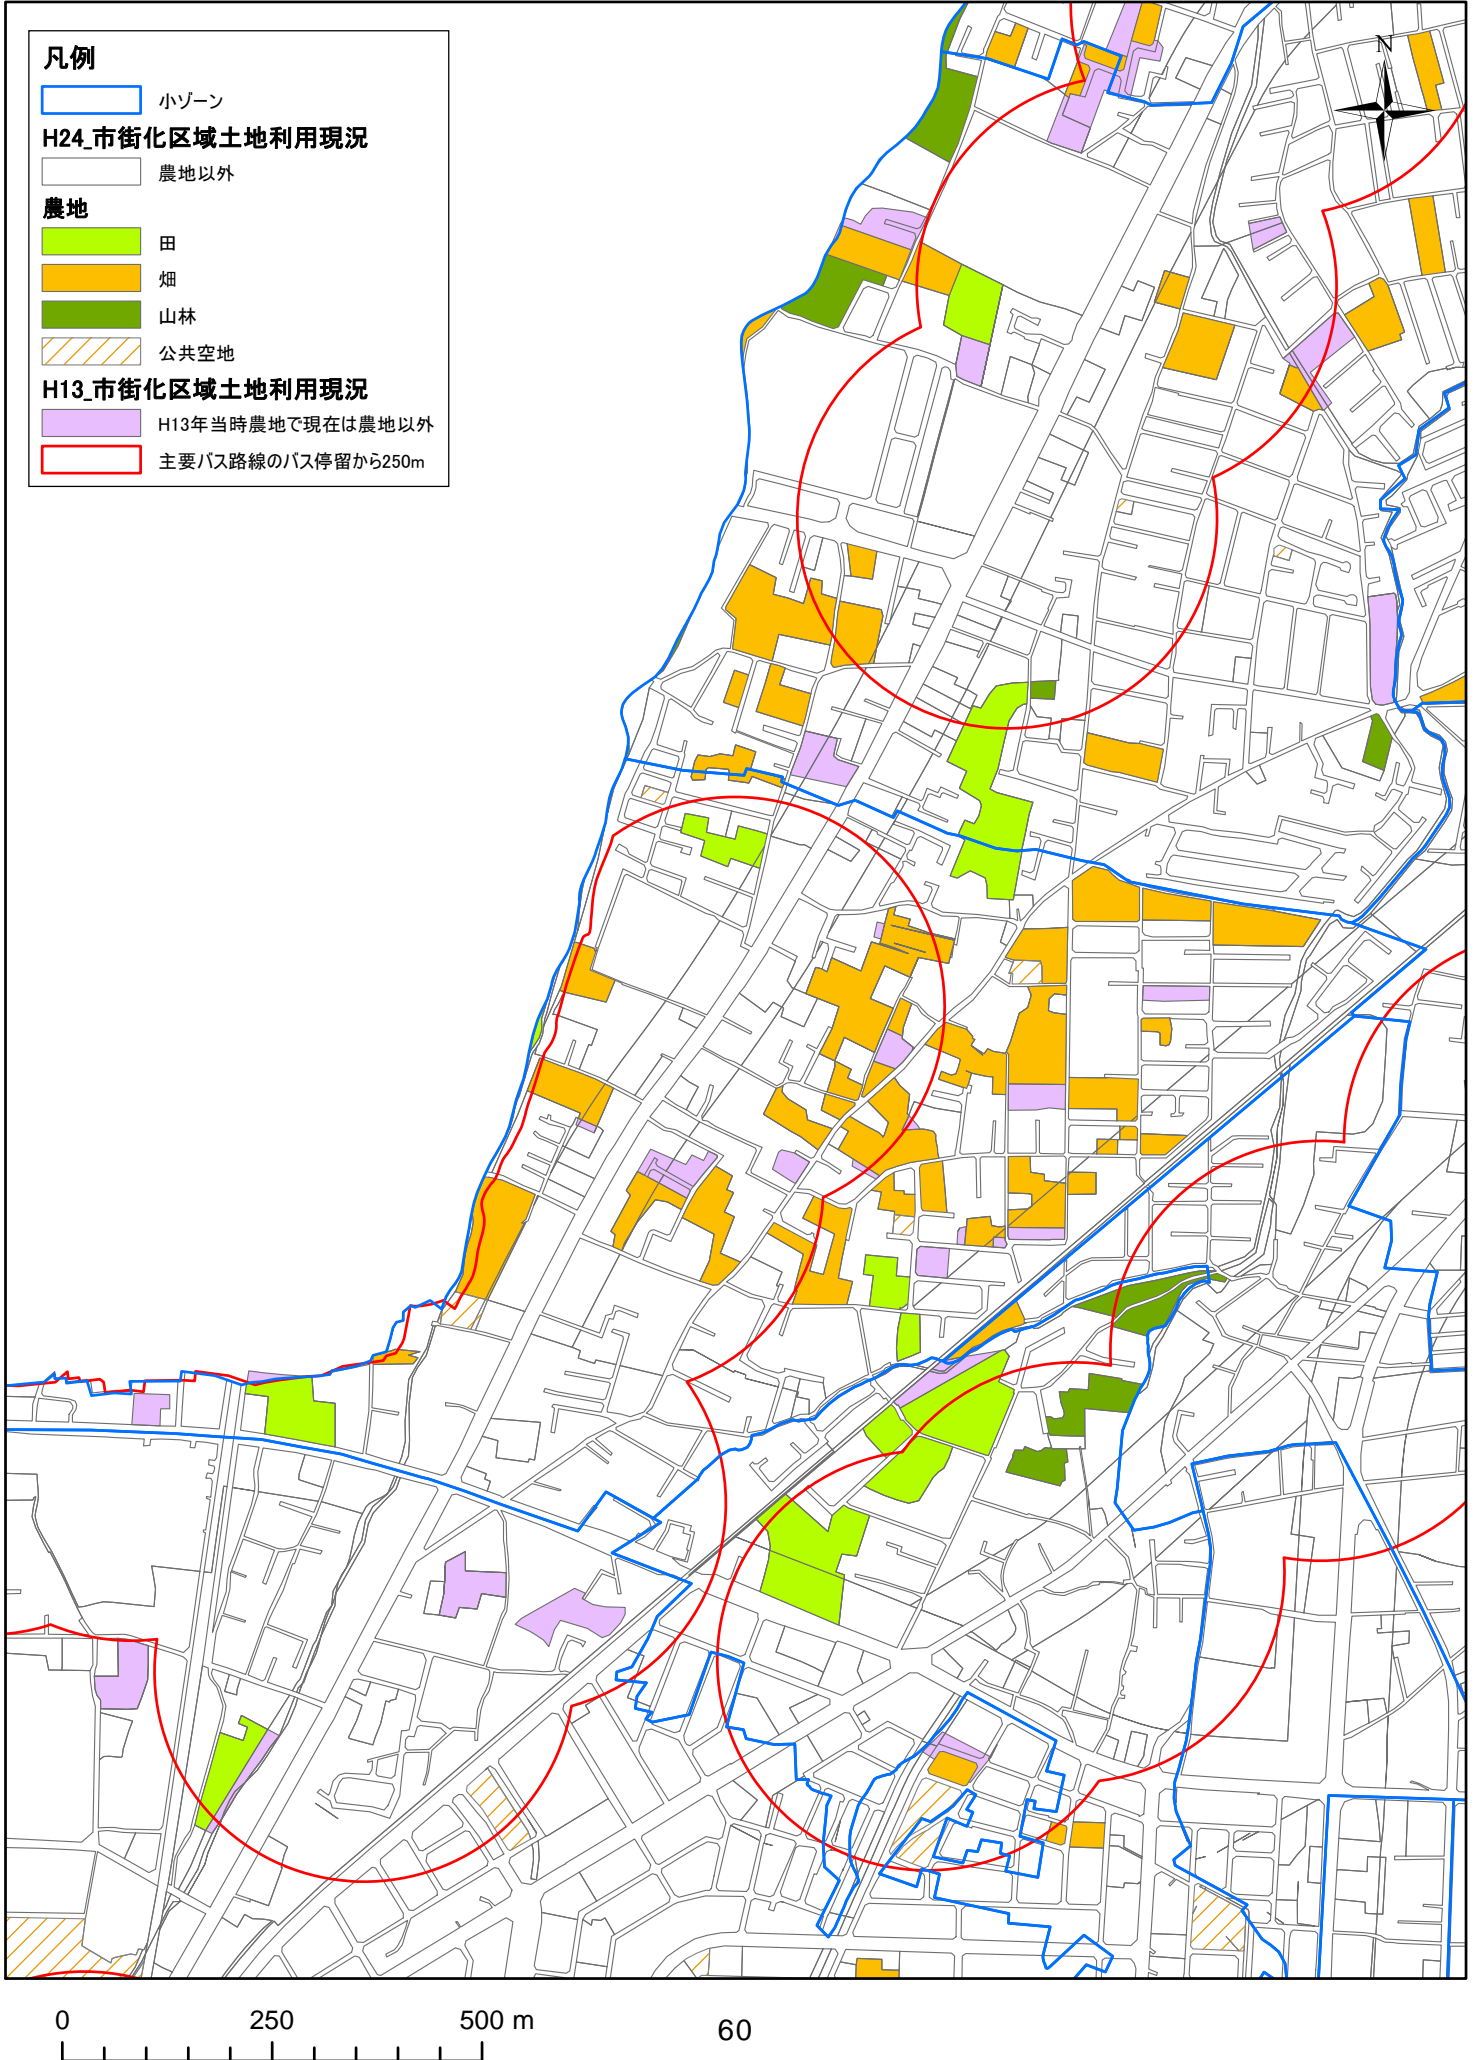 凡例
小ゾーン
H24_市街化区域土地利用現況
農地以外
農地
田
畑
山林
公共空地
H13_市街化区域土地利用現況
H13年当時農地で現在は農地以外
主要バス路線のバス停留から250m
N
0 250 500 m
60